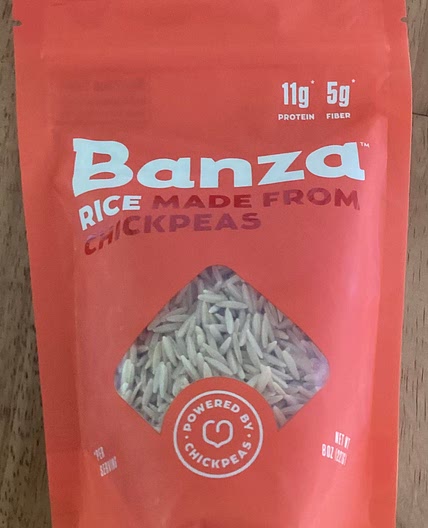 11g* 5g*
PROTEIN FIBER
Banza™
RICE MADE FROM
CHICKPEAS
POWERED BY
CHICKPEAS
*PER
SERVING
NET WT
8OZ